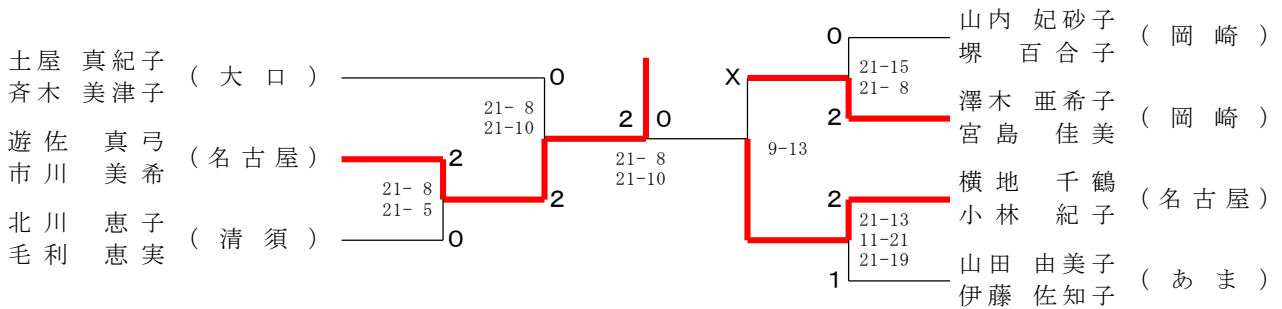 土屋 真紀子
斉木 美津子
(大口)
0
21- 8
21-10
遊佐 真弓
市川 美希
(名古屋)
2
21- 8
21- 5
2
北川 恵子
毛利 恵実
(清須)
0
2 0
21- 8
21-10
山内 妃砂子
堺 百合子
(岡崎)
0
X
21-15
21- 8
澤木 亜希子
宮島 佳美
(岡崎)
2
9-13
横地 千鶴
小林 紀子
(名古屋)
2
21-13
11-21
21-19
山田 由美子
伊藤 佐知子
(あま)
1